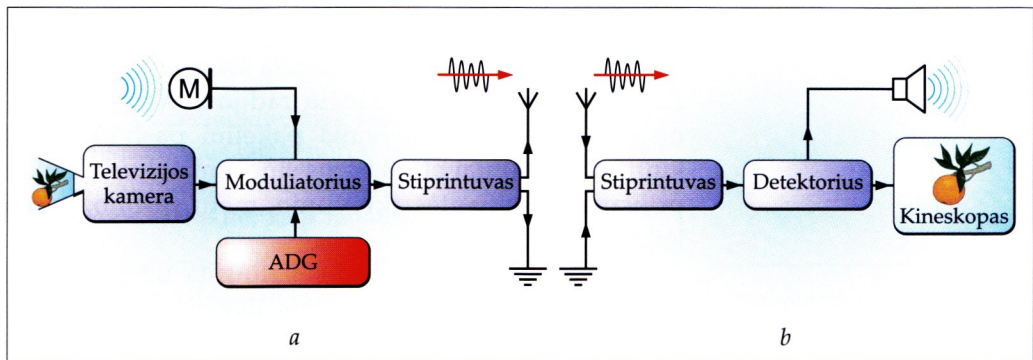 M
Televizijos
kamera
Moduliatorius
Stiprintuvas
ADG
a
Stiprintuvas
Detektorius
Kineskopas
b